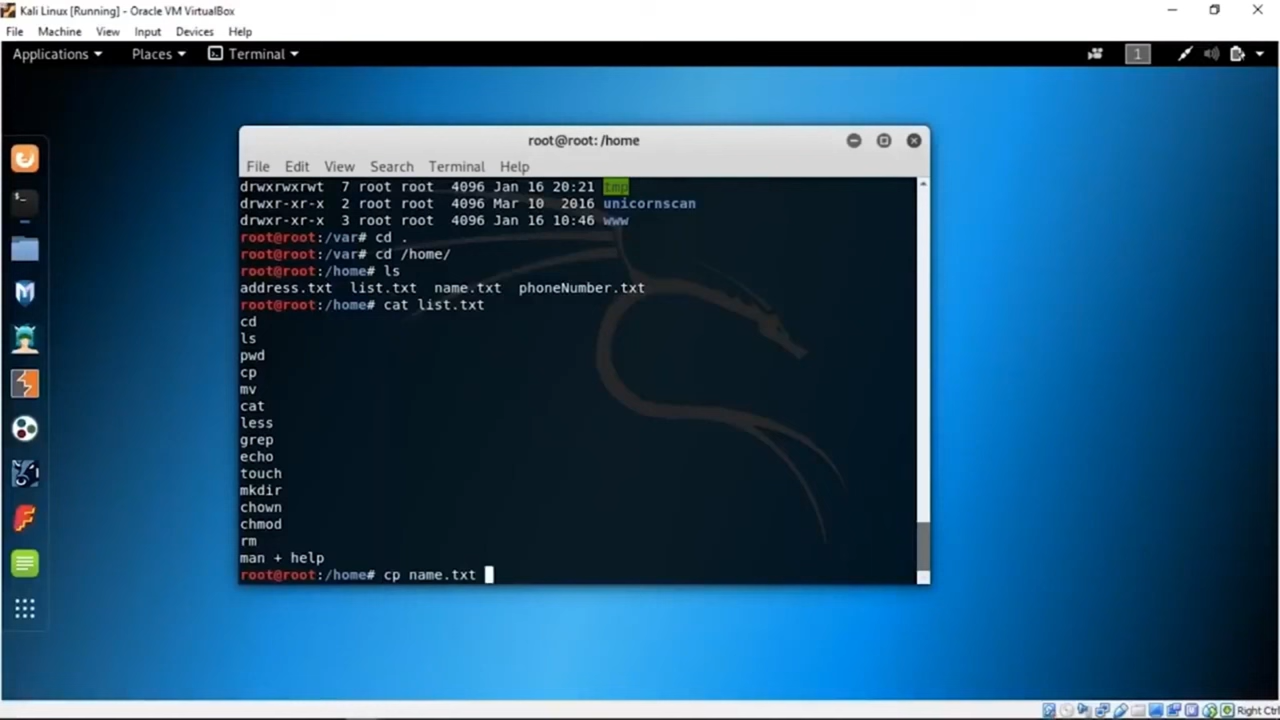 Kali Linux [Running] - Oracle VM VirtualBox
File Machine View Input Devices Help
Applications Places Terminal 1
root@root: /home
File Edit View Search Terminal Help
drwxrwxrwt 7 root root 4096 Jan 16 20:21 tmp
drwxr-xr-x 2 root root 4096 Mar 10 2016 unicornscan
drwxr-xr-x 3 root root 4096 Jan 16 10:46 www
root@root:/var# cd .
root@root:/var# cd /home/
root@root:/home# ls
address.txt list.txt name.txt phoneNumber.txt
root@root:/home# cat list.txt
cd
ls
pwd
cp
mv
cat
less
grep
echo
touch
mkdir
chown
chmod
rm
man + help
root@root:/home# cp name.txt
Right Ctrl